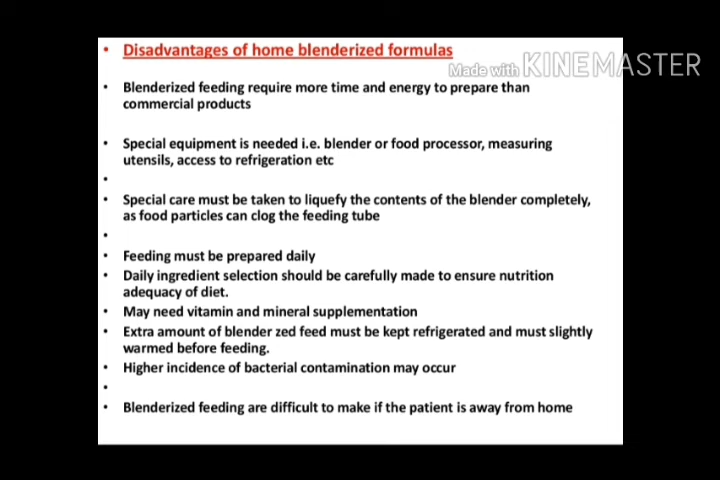 • Disadvantages of home blenderized formulas
Made with KINEMASTER
• Blenderized feeding require more time and energy to prepare than
commercial products
• Special equipment is needed i.e. blender or food processor, measuring
utensils, access to refrigeration etc
•
• Special care must be taken to liquefy the contents of the blender completely,
as food particles can clog the feeding tube
•
• Feeding must be prepared daily
• Daily ingredient selection should be carefully made to ensure nutrition
adequacy of diet.
• May need vitamin and mineral supplementation
• Extra amount of blender zed feed must be kept refrigerated and must slightly
warmed before feeding.
• Higher incidence of bacterial contamination may occur
•
• Blenderized feeding are difficult to make if the patient is away from home